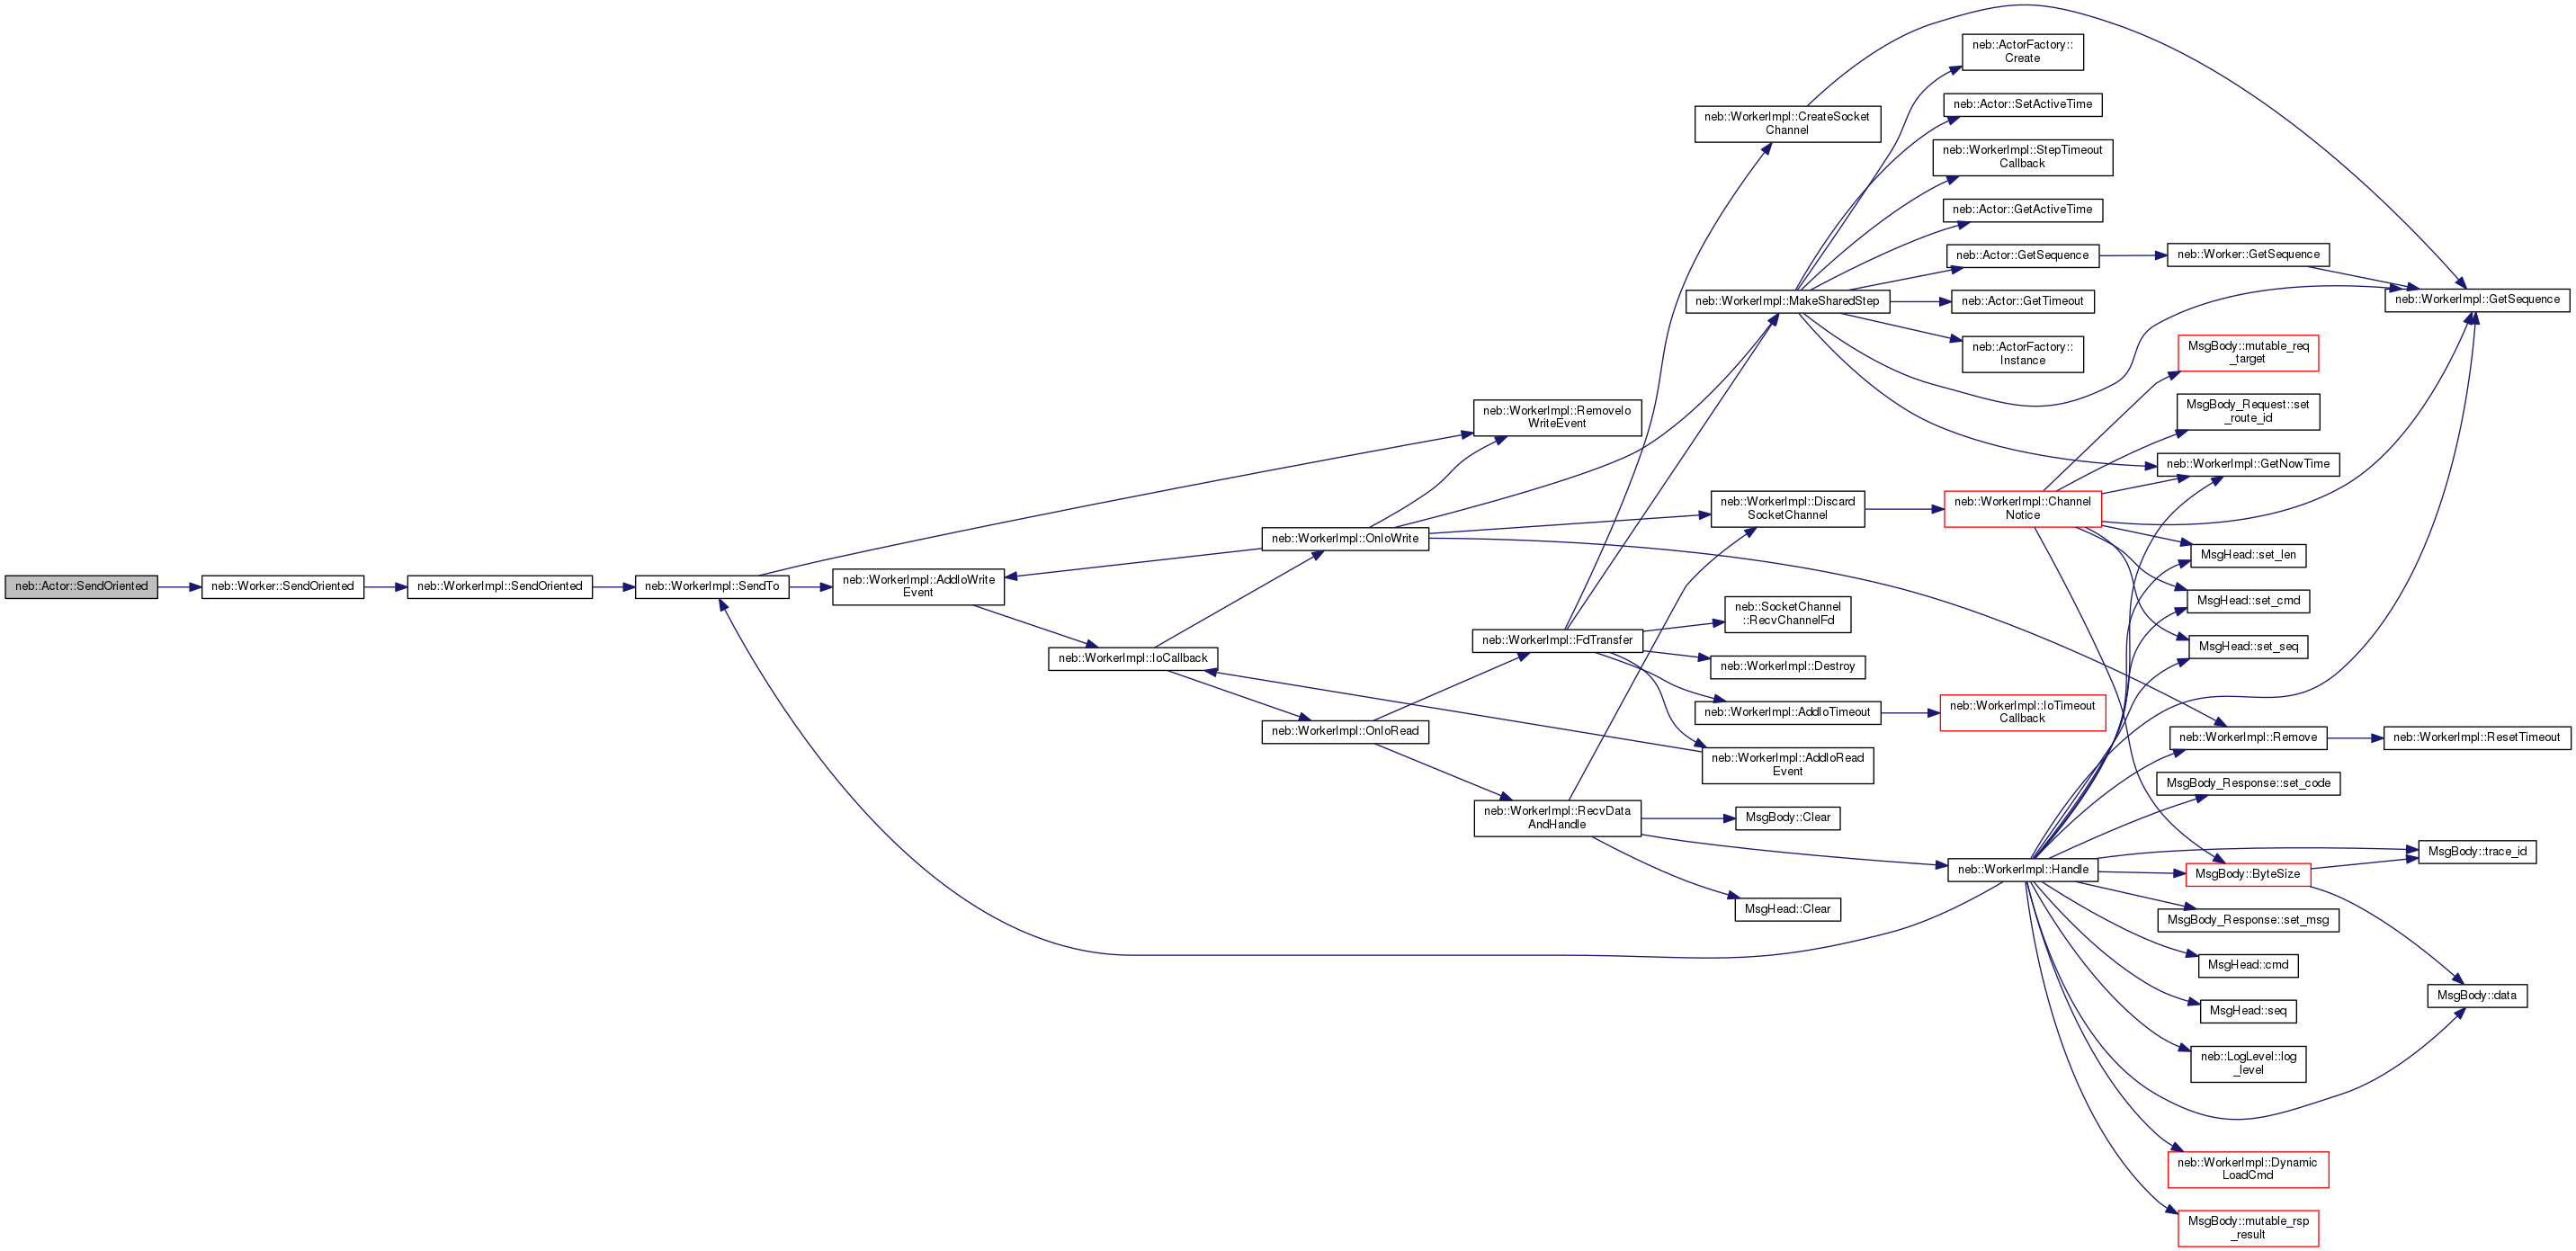 neb::Actor::SendOriented
neb::Worker::SendOriented
neb::WorkerImpl::SendOriented
neb::WorkerImpl::SendTo
neb::WorkerImpl::AddIoWrite
Event
neb::WorkerImpl::IoCallback
neb::WorkerImpl::OnIoWrite
neb::WorkerImpl::OnIoRead
neb::WorkerImpl::RemoveIo
WriteEvent
neb::WorkerImpl::FdTransfer
neb::WorkerImpl::RecvData
AndHandle
neb::WorkerImpl::CreateSocket
Channel
neb::WorkerImpl::MakeSharedStep
neb::WorkerImpl::Discard
SocketChannel
neb::SocketChannel
::RecvChannelFd
neb::WorkerImpl::Destroy
neb::WorkerImpl::AddIoTimeout
neb::WorkerImpl::AddIoRead
Event
MsgBody::Clear
MsgHead::Clear
neb::ActorFactory::
Create
neb::Actor::SetActiveTime
neb::WorkerImpl::StepTimeout
Callback
neb::Actor::GetActiveTime
neb::Actor::GetSequence
neb::Actor::GetTimeout
neb::ActorFactory::
Instance
neb::WorkerImpl::Channel
Notice
neb::WorkerImpl::IoTimeout
Callback
neb::WorkerImpl::Handle
neb::Worker::GetSequence
MsgBody::mutable_req
_target
MsgBody_Request::set
_route_id
neb::WorkerImpl::GetNowTime
MsgHead::set_len
MsgHead::set_cmd
MsgHead::set_seq
neb::WorkerImpl::Remove
MsgBody_Response::set_code
MsgBody::ByteSize
MsgBody_Response::set_msg
MsgHead::cmd
MsgHead::seq
neb::LogLevel::log
_level
neb::WorkerImpl::Dynamic
LoadCmd
MsgBody::mutable_rsp
_result
neb::WorkerImpl::GetSequence
neb::WorkerImpl::ResetTimeout
MsgBody::trace_id
MsgBody::data